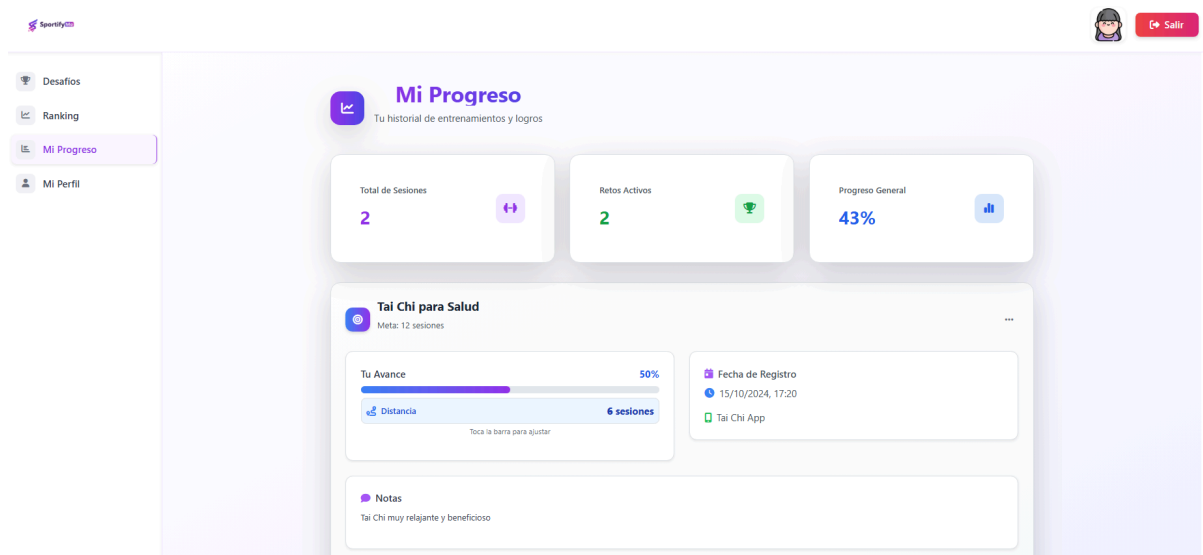 SportifyMe
Salir
Desafíos
Ranking
Mi Progreso
Mi Perfil
Mi Progreso
Tu historial de entrenamientos y logros
Total de Sesiones
2
Retos Activos
2
Progreso General
43%
Tai Chi para Salud
Meta: 12 sesiones
Tu Avance
50%
Distancia
6 sesiones
Toca la barra para ajustar
Fecha de Registro
15/10/2024, 17:20
Tai Chi App
Notas
Tai Chi muy relajante y beneficioso